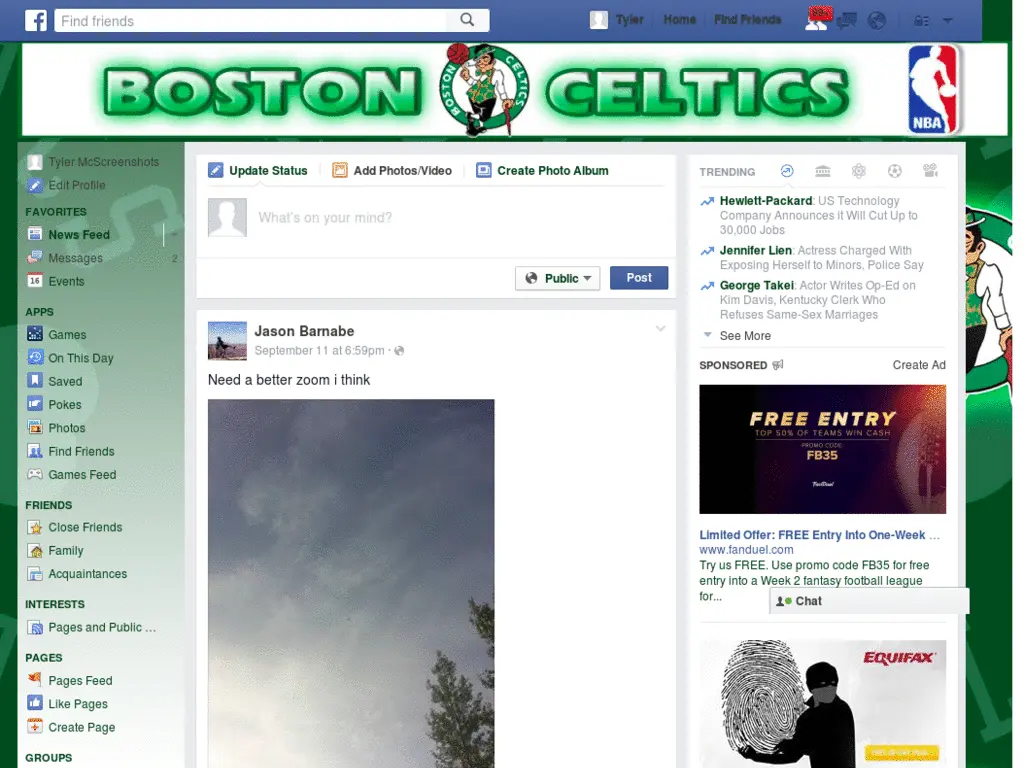 Find friends
Tyler
Home
Find Friends
BOSTON
CELTICS
BOSTON
CELTICS
NBA
Tyler McScreenshots
Edit Profile
FAVORITES
News Feed
Messages
2
16
Events
APPS
Games
On This Day
Saved
Pokes
Photos
Find Friends
Games Feed
FRIENDS
Close Friends
Family
Acquaintances
INTERESTS
Pages and Public ...
PAGES
Pages Feed
Like Pages
Create Page
GROUPS
Update Status
Add Photos/Video
Create Photo Album
What's on your mind?
Public
Post
Jason Barnabe
September 11 at 6:59pm ·
Need a better zoom i think
TRENDING
Hewlett-Packard: US Technology
Company Announces it Will Cut Up to
30,000 Jobs
Jennifer Lien: Actress Charged With
Exposing Herself to Minors, Police Say
George Takei: Actor Writes Op-Ed on
Kim Davis, Kentucky Clerk Who
Refuses Same-Sex Marriages
See More
SPONSORED
Create Ad
FREE ENTRY
TOP 50% OF TEAMS WIN CASH
PROMO CODE:
FB35
FanDuel
Limited Offer: FREE Entry Into One-Week ...
www.fanduel.com
Try us FREE. Use promo code FB35 for free
entry into a Week 2 fantasy football league
for...
Chat
EQUIFAX